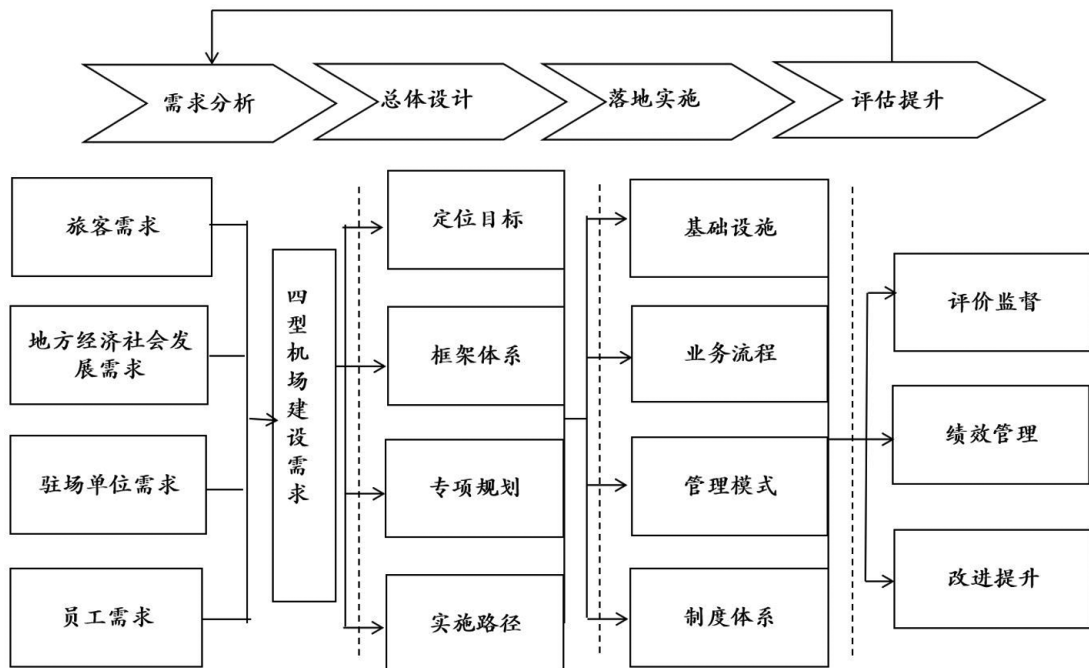 需求分析
总体设计
落地实施
评估提升
旅客需求
地方经济社会发
展需求
驻场单位需求
员工需求
四型机场建设需求
定位目标
框架体系
专项规划
实施路径
基础设施
业务流程
管理模式
制度体系
评价监督
绩效管理
改进提升